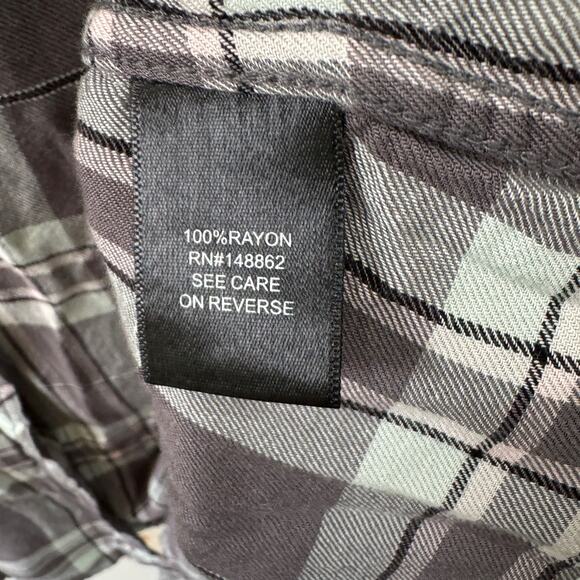 100%RAYON
RN#148862
SEE CARE
ON REVERSE